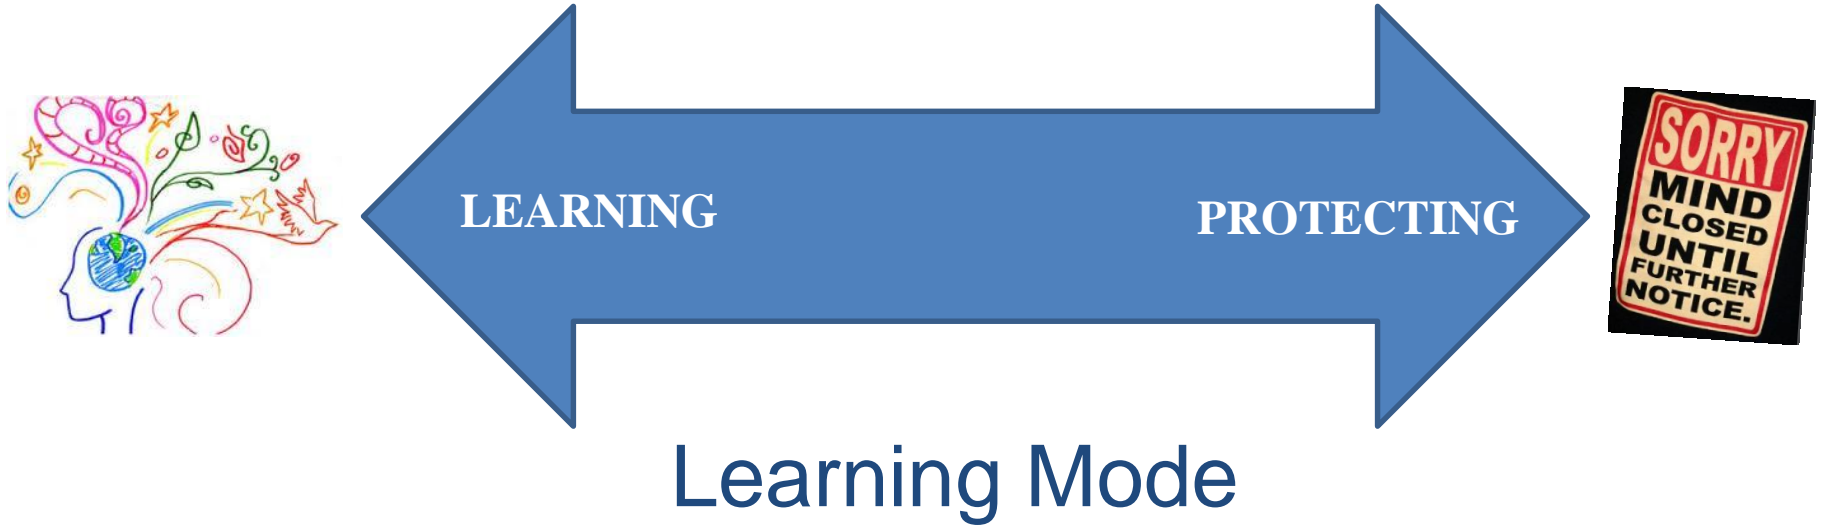 LEARNING
PROTECTING
SORRY
MIND
CLOSED
UNTIL
FURTHER
NOTICE.
Learning Mode